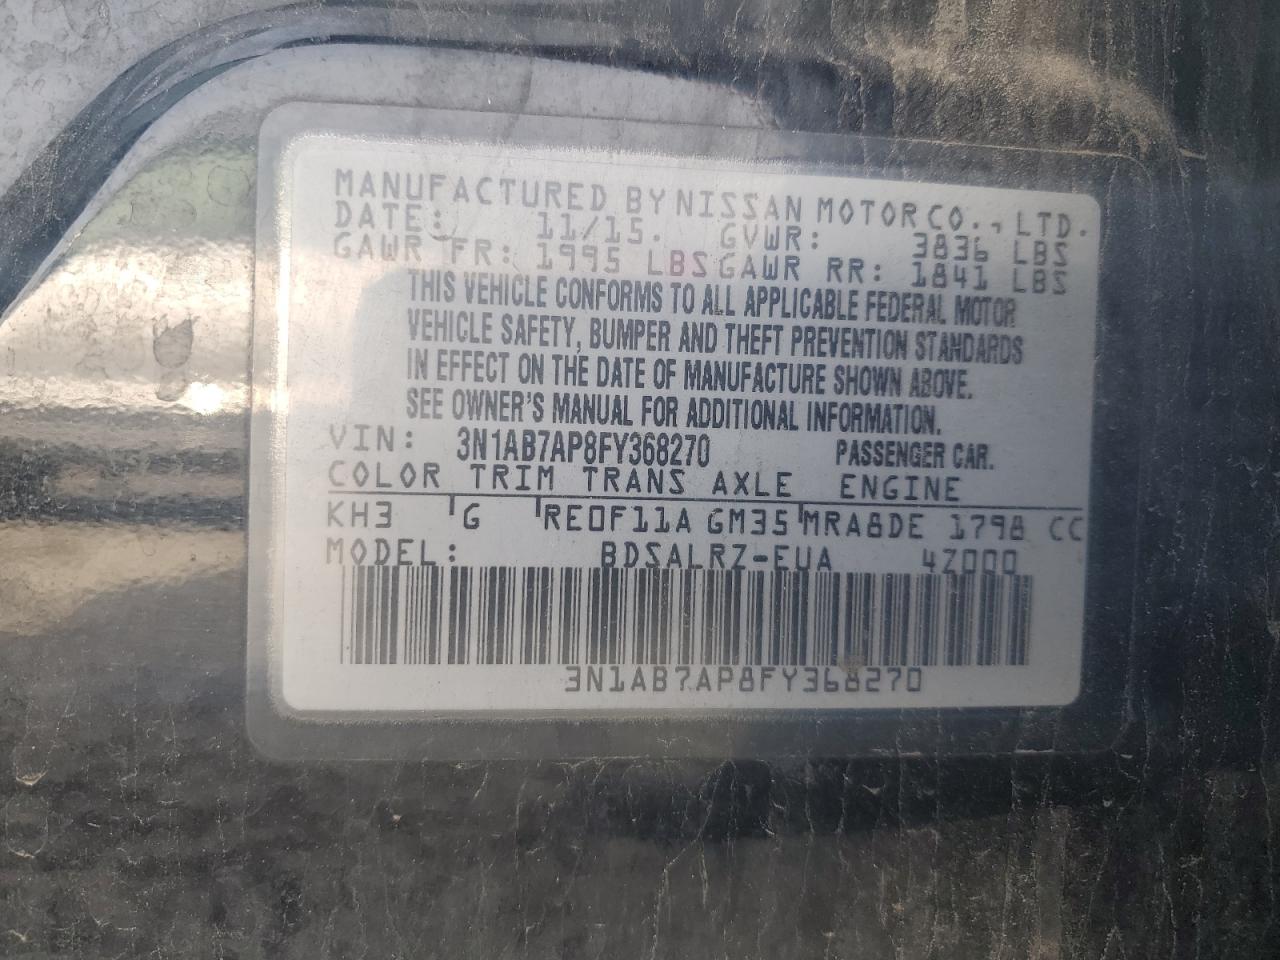 MANUFACTURED BY NISSAN MOTOR CO., LTD.
DATE: 11/15. GVWR: 3836 LBS
GAWR FR: 1995 LBS GAWR RR: 1841 LBS
THIS VEHICLE CONFORMS TO ALL APPLICABLE FEDERAL MOTOR
VEHICLE SAFETY, BUMPER AND THEFT PREVENTION STANDARDS
IN EFFECT ON THE DATE OF MANUFACTURE SHOWN ABOVE.
SEE OWNER'S MANUAL FOR ADDITIONAL INFORMATION.
VIN: 3N1AB7AP8FY368270 PASSENGER CAR.
COLOR TRIM TRANS AXLE ENGINE
KH3 G RE0F11A GM35 MRA8DE 1798 CC
MODEL: BDSALRZ-EUA 4Z000
3N1AB7AP8FY368270